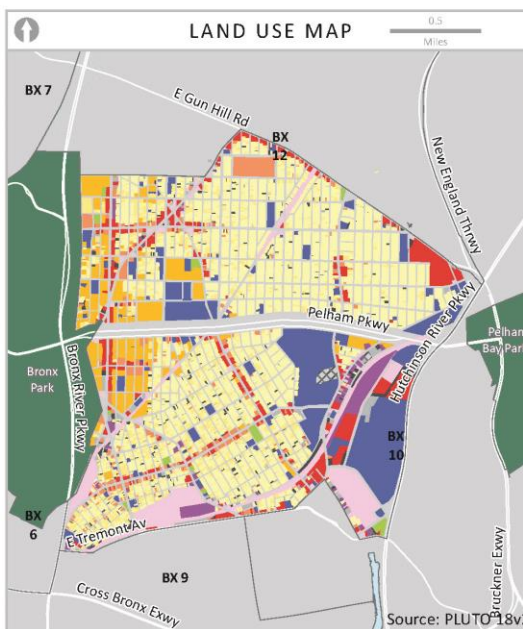 LAND USE MAP
0.5
Miles
BX 7
E Gun Hill Rd
BX
12
New England Thrwy
Pelham Pkwy
Hutchinson River Pkwy
Pelham
Bay Park
Bronx
Park
Bronx River Pkwy
BX
10
BX
6
E Tremont Av
BX 9
Cross Bronx Exwy
Bruckner Exwy
Source: PLUTO 18v